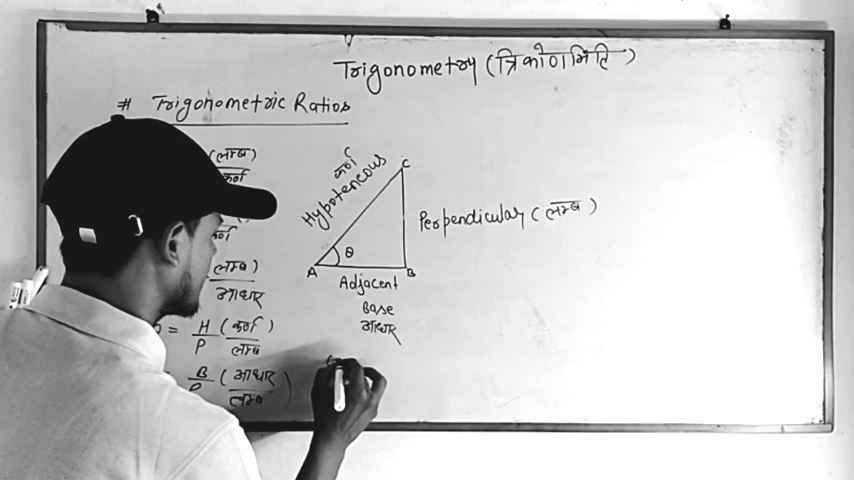 Trigonometry (त्रिकोणमिति)
# Trigonometric Ratios
(लम्ब)
कर्ण
कर्ण
लम्ब)
आधार
= H (कर्ण)
P लम्ब
B (आधार)
P लम्ब
कर्ण
Hypoteneous
C
Perpendicular (लम्ब)
θ
A B
Adjacent
Base
आधार